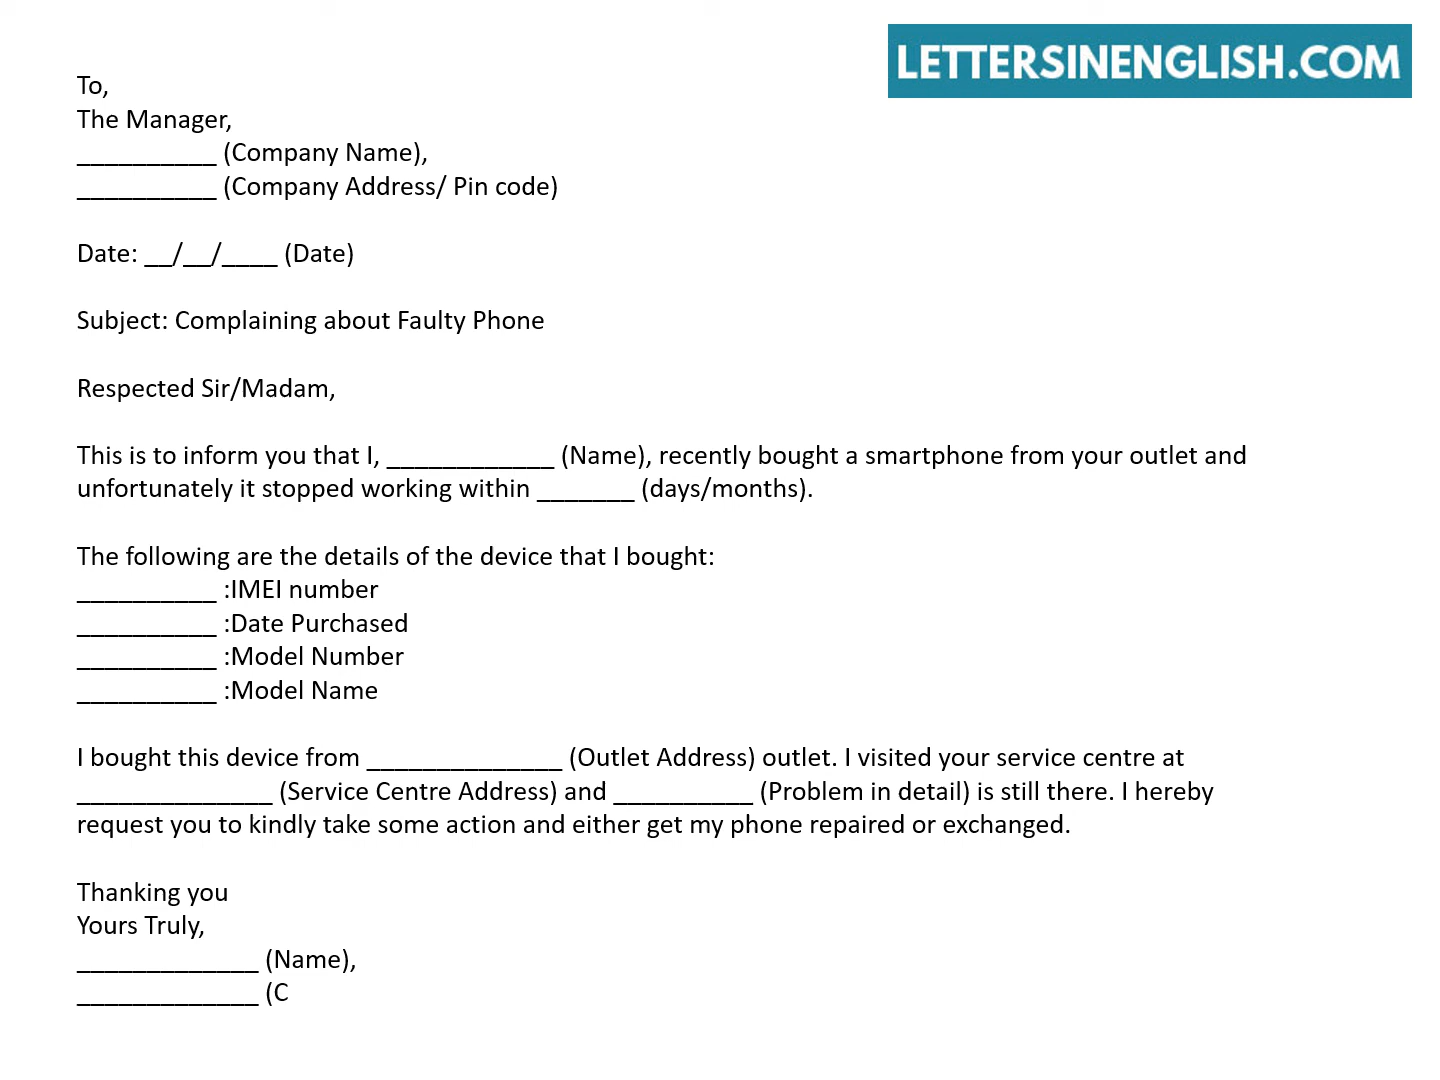 LETTERSINENGLISH.COM
To,
The Manager,
__________ (Company Name),
__________ (Company Address/ Pin code)
Date: __/__/____ (Date)
Subject: Complaining about Faulty Phone
Respected Sir/Madam,
This is to inform you that I, ____________ (Name), recently bought a smartphone from your outlet and
unfortunately it stopped working within _______ (days/months).
The following are the details of the device that I bought:
__________ :IMEI number
__________ :Date Purchased
__________ :Model Number
__________ :Model Name
I bought this device from ______________ (Outlet Address) outlet. I visited your service centre at
______________ (Service Centre Address) and __________ (Problem in detail) is still there. I hereby
request you to kindly take some action and either get my phone repaired or exchanged.
Thanking you
Yours Truly,
_____________ (Name),
_____________ (C